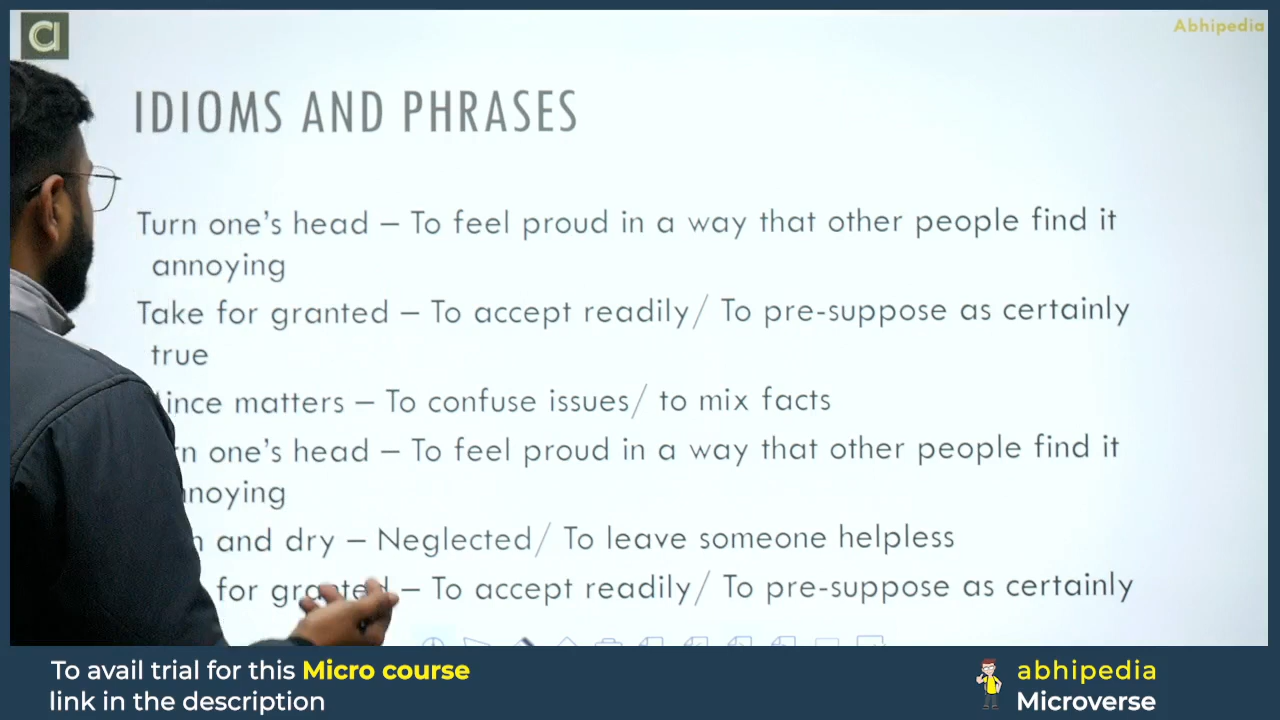 Abhipedia
IDIOMS AND PHRASES
Turn one's head – To feel proud in a way that other people find it
annoying
Take for granted – To accept readily/ To pre-suppose as certainly
true
matters – To confuse issues/ to mix facts
one's head – To feel proud in a way that other people find it
and dry – Neglected/ To leave someone helpless
for granted – To accept readily/ To pre-suppose as certainly
To avail trial for this Micro course
link in the description
abhipedia
Microverse